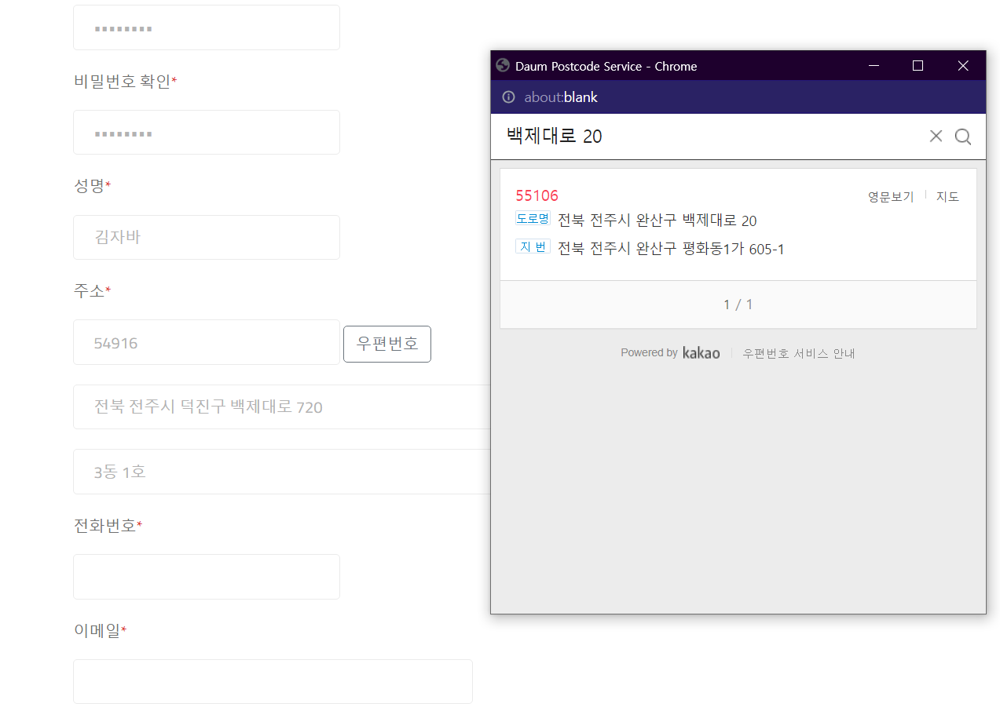 ••••••••
비밀번호 확인*
••••••••
성명*
김자바
주소*
54916
우편번호
전북 전주시 덕진구 백제대로 720
3동 1호
전화번호*
이메일*
Daum Postcode Service - Chrome
about:blank
백제대로 20
55106
영문보기
지도
도로명 전북 전주시 완산구 백제대로 20
지 번 전북 전주시 완산구 평화동1가 605-1
1 / 1
Powered by kakao
우편번호 서비스 안내